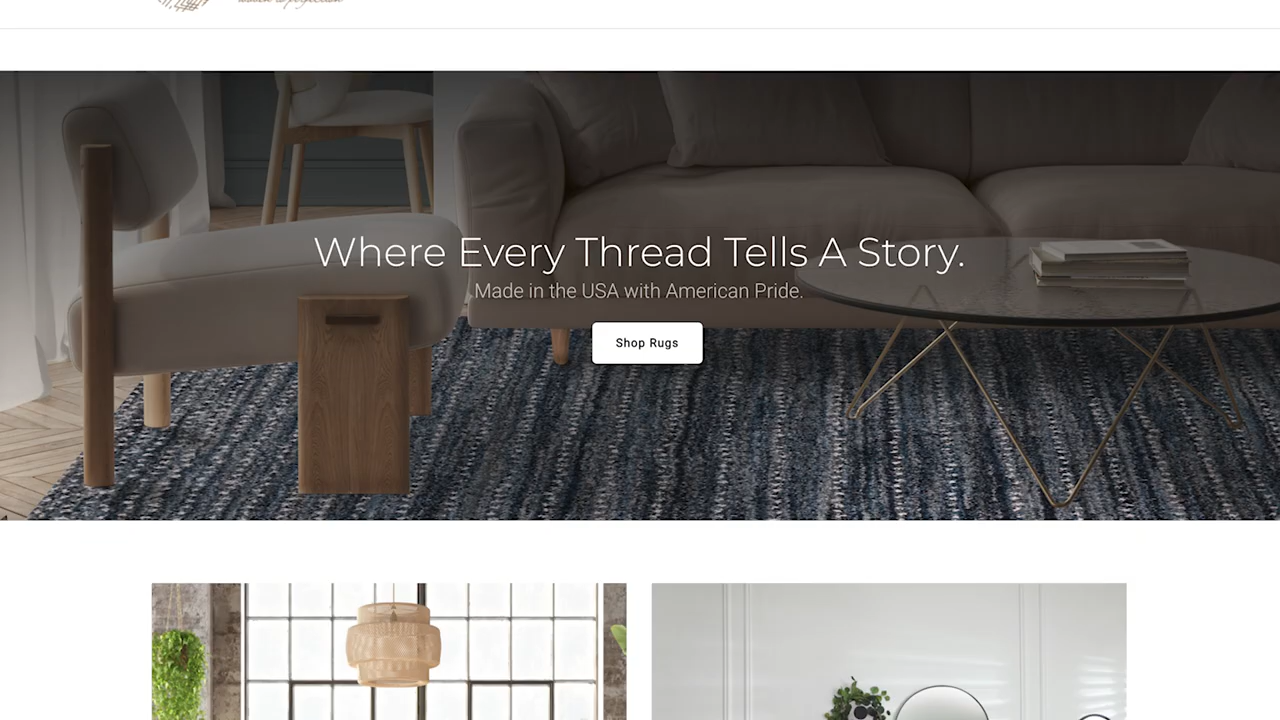 Where Every Thread Tells A Story.
Made in the USA with American Pride.
Shop Rugs